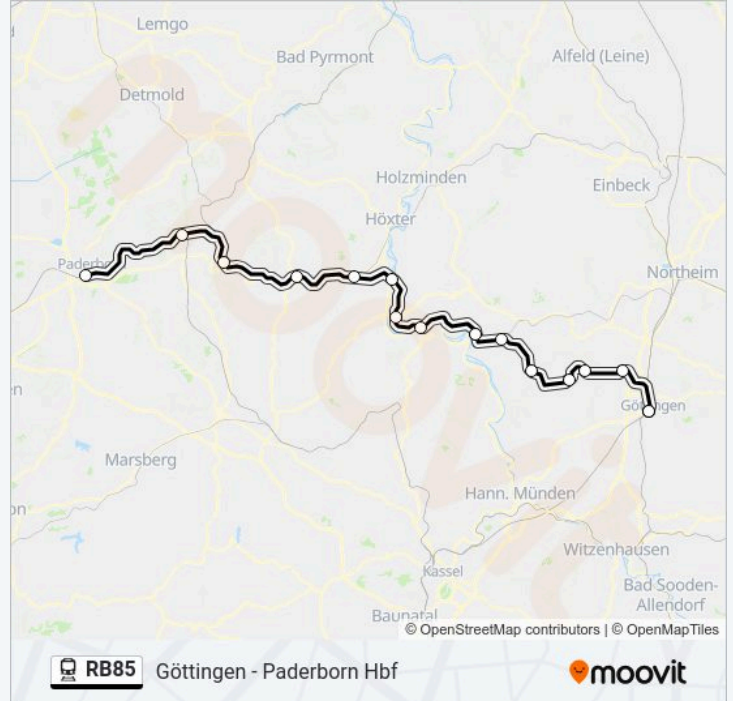 Lemgo
Bad Pyrmont
Alfeld (Leine)
Detmold
Holzminden
Einbeck
Höxter
Paderbo
Northeim
Göttingen
Marsberg
Hann. Münden
Witzenhausen
Kassel
Bad Sooden-
Allendorf
Baunatal
© OpenStreetMap contributors | © OpenMapTiles
RB85 Göttingen - Paderborn Hbf
moovit